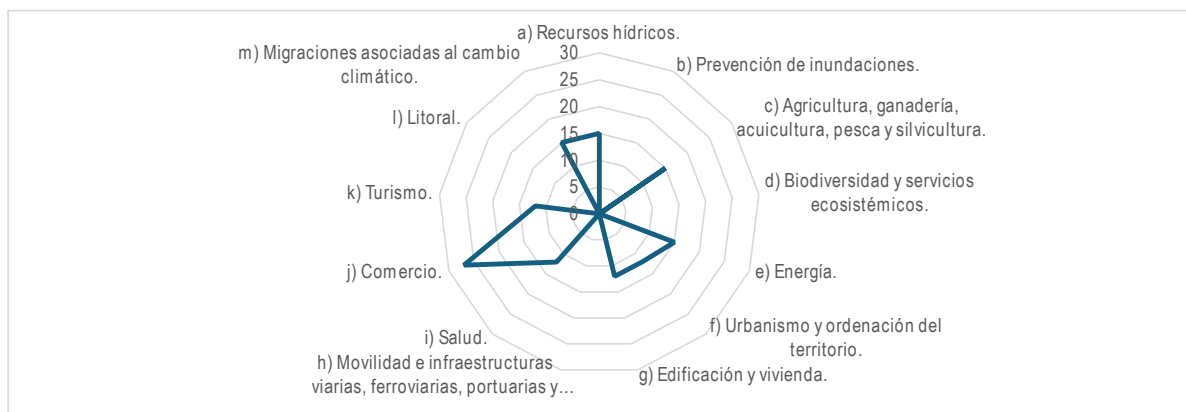 a) Recursos hídricos.
30
m) Migraciones asociadas al cambio
climático.
b) Prevención de inundaciones.
25
20
c) Agricultura, ganadería,
acuicultura, pesca y silvicultura.
l) Litoral.
15
10
d) Biodiversidad y servicios
ecosistémicos.
k) Turismo.
5
0
j) Comercio.
e) Energía.
i) Salud.
f) Urbanismo y ordenación del
territorio.
h) Movilidad e infraestructuras
viarias, ferroviarias, portuarias y...
g) Edificación y vivienda.